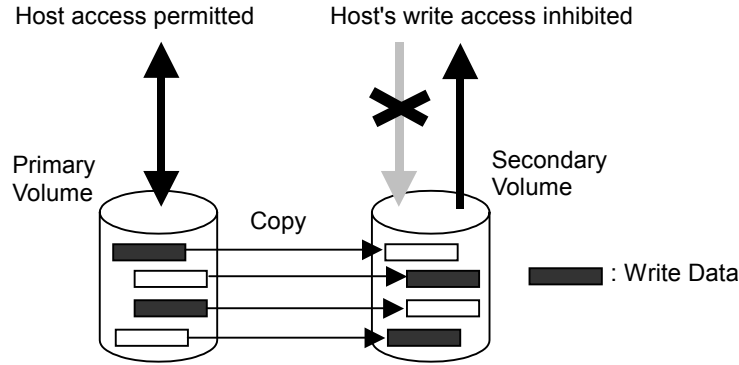 Host access permitted
Host's write access inhibited
Primary
Volume
Secondary
Volume
Copy
: Write Data